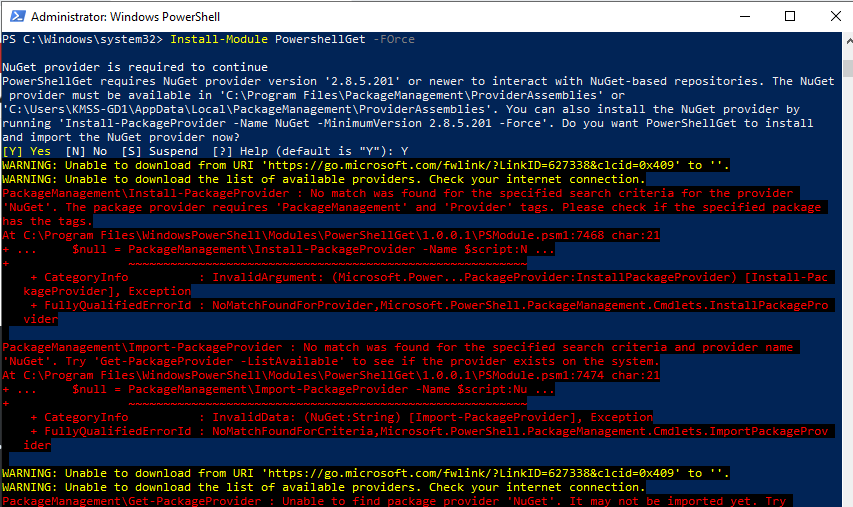 Administrator: Windows PowerShell
PS C:\Windows\system32> Install-Module PowershellGet -FOrce
NuGet provider is required to continue
PowerShellGet requires NuGet provider version '2.8.5.201' or newer to interact with NuGet-based repositories. The NuGet
provider must be available in 'C:\Program Files\PackageManagement\ProviderAssemblies' or
'C:\Users\KMSS-GD1\AppData\Local\PackageManagement\ProviderAssemblies'. You can also install the NuGet provider by
running 'Install-PackageProvider -Name NuGet -MinimumVersion 2.8.5.201 -Force'. Do you want PowerShellGet to install
and import the NuGet provider now?
[Y] Yes  [N] No  [S] Suspend  [?] Help (default is "Y"): Y
WARNING: Unable to download from URI 'https://go.microsoft.com/fwlink/?LinkID=627338&clcid=0x409' to ''.
WARNING: Unable to download the list of available providers. Check your internet connection.
PackageManagement\Install-PackageProvider : No match was found for the specified search criteria for the provider
'NuGet'. The package provider requires 'PackageManagement' and 'Provider' tags. Please check if the specified package
has the tags.
At C:\Program Files\WindowsPowerShell\Modules\PowerShellGet\1.0.0.1\PSModule.psm1:7468 char:21
+ ...     $null = PackageManagement\Install-PackageProvider -Name $script:N ...
+                 ~~~~~~~~~~~~~~~~~~~~~~~~~~~~~~~~~~~~~~~~~~~~~~~~~~~~~~~~~
+ CategoryInfo          : InvalidArgument: (Microsoft.Power...PackageProvider:InstallPackageProvider) [Install-Pac
kageProvider], Exception
+ FullyQualifiedErrorId : NoMatchFoundForProvider,Microsoft.PowerShell.PackageManagement.Cmdlets.InstallPackagePro
vider
PackageManagement\Import-PackageProvider : No match was found for the specified search criteria and provider name
'NuGet'. Try 'Get-PackageProvider -ListAvailable' to see if the provider exists on the system.
At C:\Program Files\WindowsPowerShell\Modules\PowerShellGet\1.0.0.1\PSModule.psm1:7474 char:21
+ ...     $null = PackageManagement\Import-PackageProvider -Name $script:Nu ...
+                 ~~~~~~~~~~~~~~~~~~~~~~~~~~~~~~~~~~~~~~~~~~~~~~~~~~~~~~~~~
+ CategoryInfo          : InvalidData: (NuGet:String) [Import-PackageProvider], Exception
+ FullyQualifiedErrorId : NoMatchFoundForCriteria,Microsoft.PowerShell.PackageManagement.Cmdlets.ImportPackageProv
ider
WARNING: Unable to download from URI 'https://go.microsoft.com/fwlink/?LinkID=627338&clcid=0x409' to ''.
WARNING: Unable to download the list of available providers. Check your internet connection.
PackageManagement\Get-PackageProvider : Unable to find package provider 'NuGet'. It may not be imported yet. Try